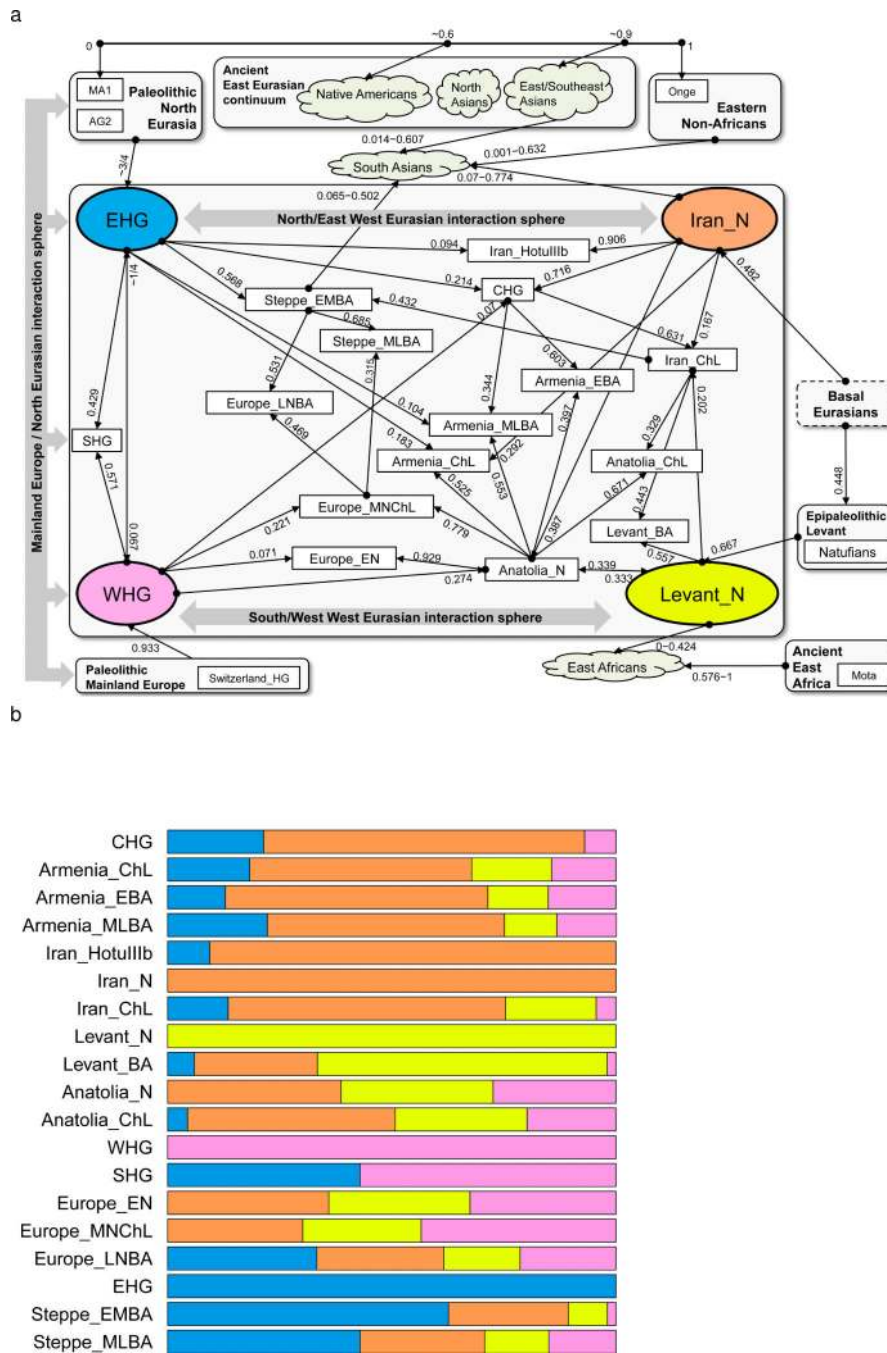 a
0
~0.6
~0.9
1
MA1
AG2
Paleolithic
North
Eurasia
Ancient
East Eurasian
continuum
Native Americans
North
Asians
East/Southeast
Asians
Onge
Eastern
Non-Africans
0.014−0.607
0.001−0.632
South Asians
0.07−0.774
0.065−0.502
~3/4
Mainland Europe / North Eurasian interaction sphere
EHG
North/East West Eurasian interaction sphere
Iran_N
~1/4
0.094
Iran_HotuIIIb
0.906
0.482
0.568
0.214
CHG
0.716
Steppe_EMBA
0.432
0.07
0.631
0.167
0.685
Steppe_MLBA
0.603
Iran_ChL
0.531
0.315
Armenia_EBA
0.344
0.202
Basal
Eurasians
0.429
Europe_LNBA
0.104
0.397
0.329
SHG
Armenia_MLBA
0.469
0.183
0.292
Armenia_ChL
Anatolia_ChL
0.448
0.571
0.525
0.553
0.671
0.443
Europe_MNChL
0.221
0.779
0.387
Levant_BA
Epipaleolithic
Levant
Natufians
0.067
0.071
Europe_EN
0.929
0.557
0.667
Anatolia_N
0.339
0.333
0.274
WHG
South/West West Eurasian interaction sphere
Levant_N
0.933
0−0.424
Paleolithic
Mainland Europe
Switzerland_HG
East Africans
0.576−1
Ancient
East
Africa
Mota
b
CHG
Armenia_ChL
Armenia_EBA
Armenia_MLBA
Iran_HotuIIIb
Iran_N
Iran_ChL
Levant_N
Levant_BA
Anatolia_N
Anatolia_ChL
WHG
SHG
Europe_EN
Europe_MNChL
Europe_LNBA
EHG
Steppe_EMBA
Steppe_MLBA